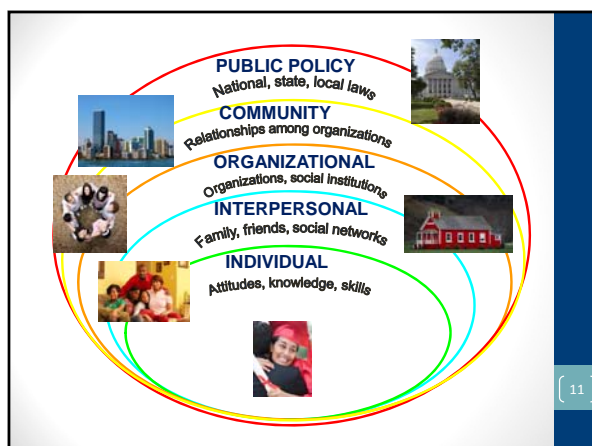 PUBLIC POLICY
National, state, local laws
COMMUNITY
Relationships among organizations
ORGANIZATIONAL
Organizations, social institutions
INTERPERSONAL
Family, friends, social networks
INDIVIDUAL
Attitudes, knowledge, skills
11